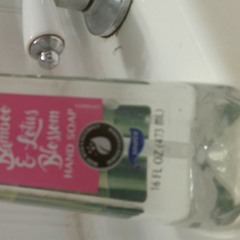 Bamboo
& Lotus
Blossom
HAND SOAP
16 FL OZ (473 mL)